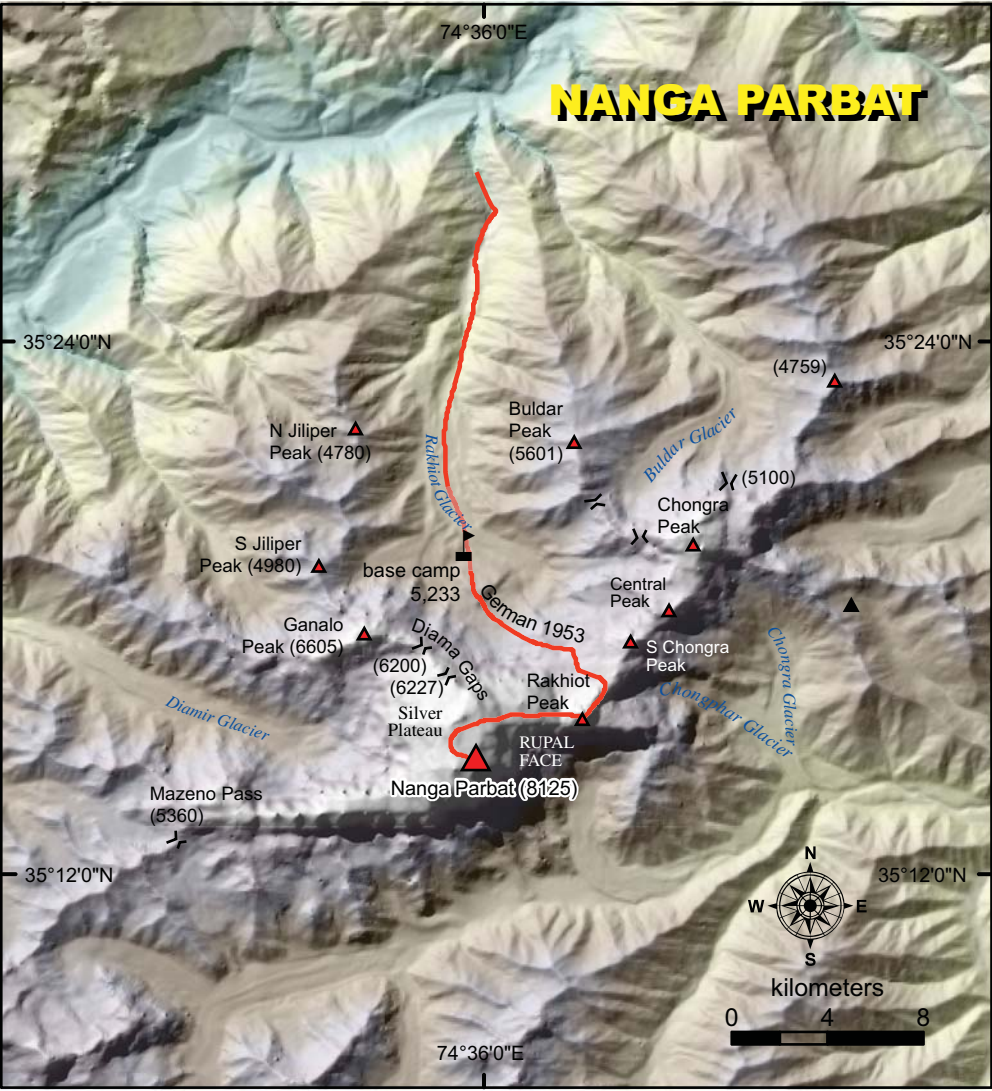 74°36'0"E
NANGA PARBAT
35°24'0"N
35°24'0"N
(4759)
Buldar
Peak
(5601)
N Jiliper
Peak (4780)
Rakhiot Glacier
Buldar Glacier
(5100)
Chongra
Peak
S Jiliper
Peak (4980)
base camp
5,233
Central
Peak
German 1953
Ganalo
Peak (6605)
Diama Gaps
(6200)
(6227)
S Chongra
Peak
Chongra Glacier
Rakhiot
Peak
Chongphar Glacier
Diamir Glacier
Silver
Plateau
RUPAL
FACE
Nanga Parbat (8125)
Mazeno Pass
(5360)
35°12'0"N
35°12'0"N
N
W
E
S
kilometers
0
4
8
74°36'0"E